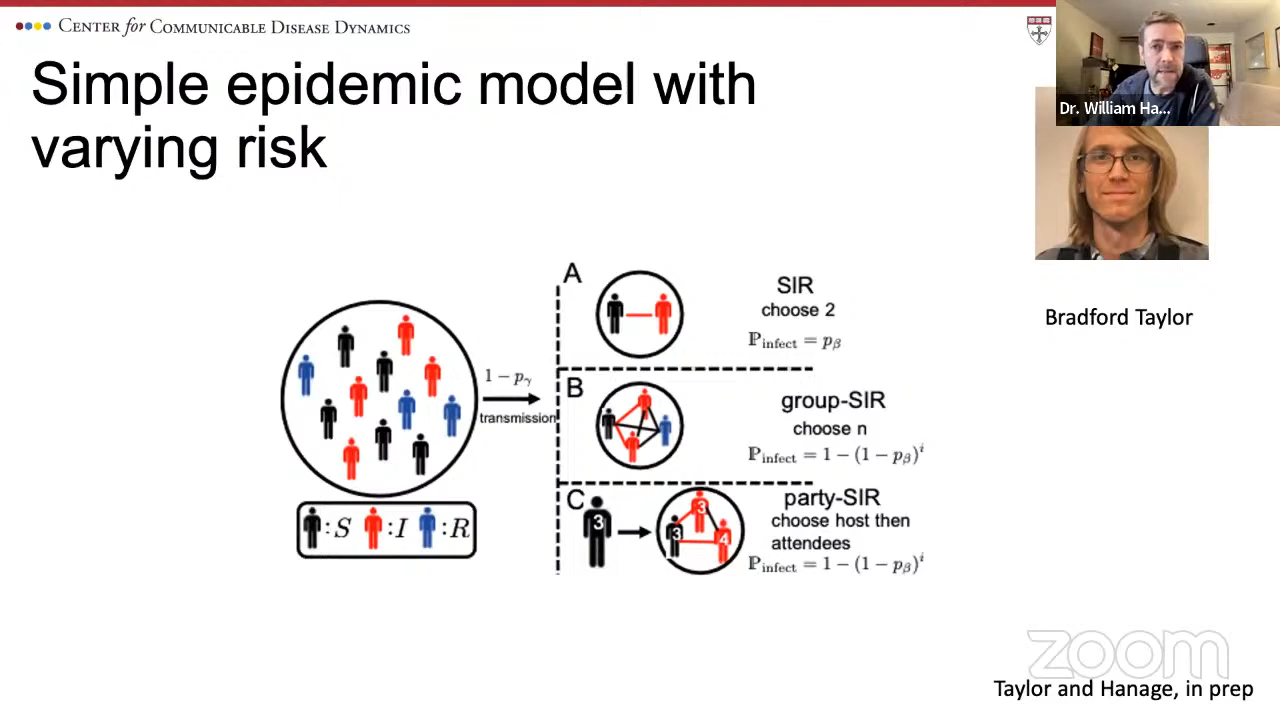 CENTER for COMMUNICABLE DISEASE DYNAMICS
Simple epidemic model with
varying risk
Dr. William Ha...
Bradford Taylor
1 − pγ
transmission
:S :I :R
A
SIR
choose 2
ℙinfect = pβ
B
group-SIR
choose n
ℙinfect = 1 − (1 − pβ)^i
C
3
3
3
4
party-SIR
choose host then
attendees
ℙinfect = 1 − (1 − pβ)^i
zoom
Taylor and Hanage, in prep